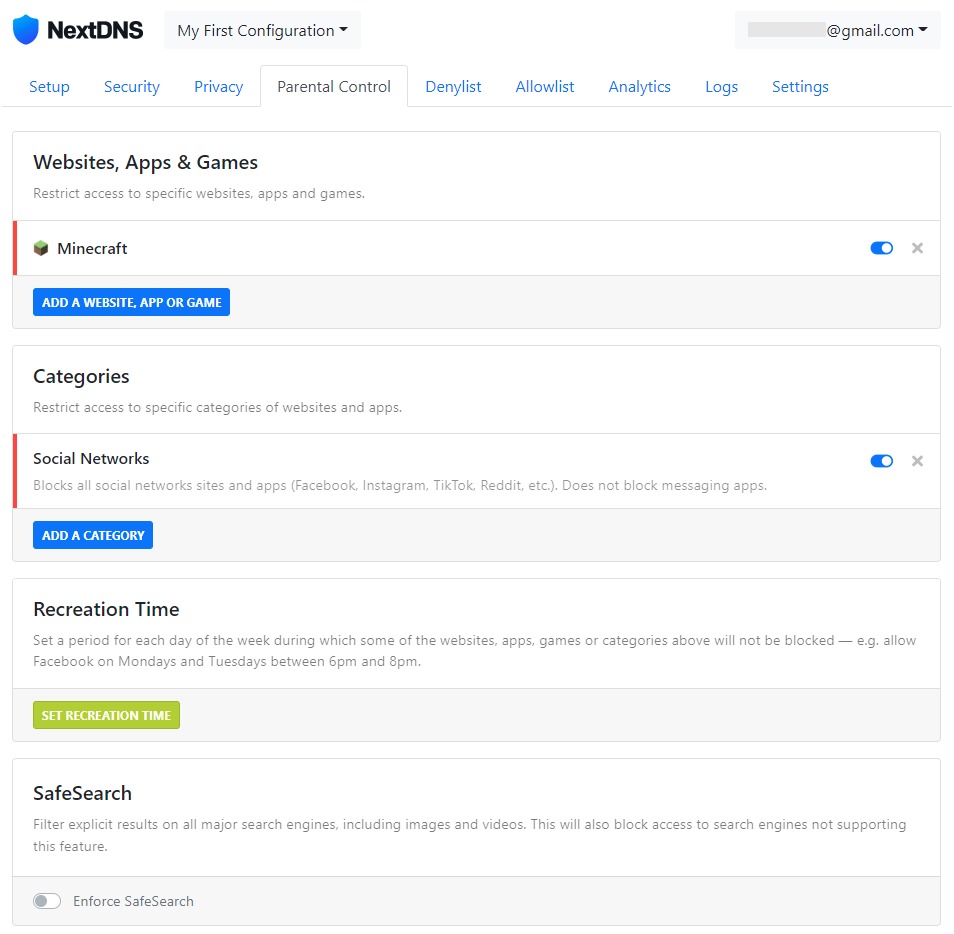 NextDNS My First Configuration @gmail.com
Setup Security Privacy Parental Control Denylist Allowlist Analytics Logs Settings
Websites, Apps & Games
Restrict access to specific websites, apps and games.
Minecraft
ADD A WEBSITE, APP OR GAME
Categories
Restrict access to specific categories of websites and apps.
Social Networks
Blocks all social networks sites and apps (Facebook, Instagram, TikTok, Reddit, etc.). Does not block messaging apps.
ADD A CATEGORY
Recreation Time
Set a period for each day of the week during which some of the websites, apps, games or categories above will not be blocked — e.g. allow
Facebook on Mondays and Tuesdays between 6pm and 8pm.
SET RECREATION TIME
SafeSearch
Filter explicit results on all major search engines, including images and videos. This will also block access to search engines not supporting
this feature.
Enforce SafeSearch